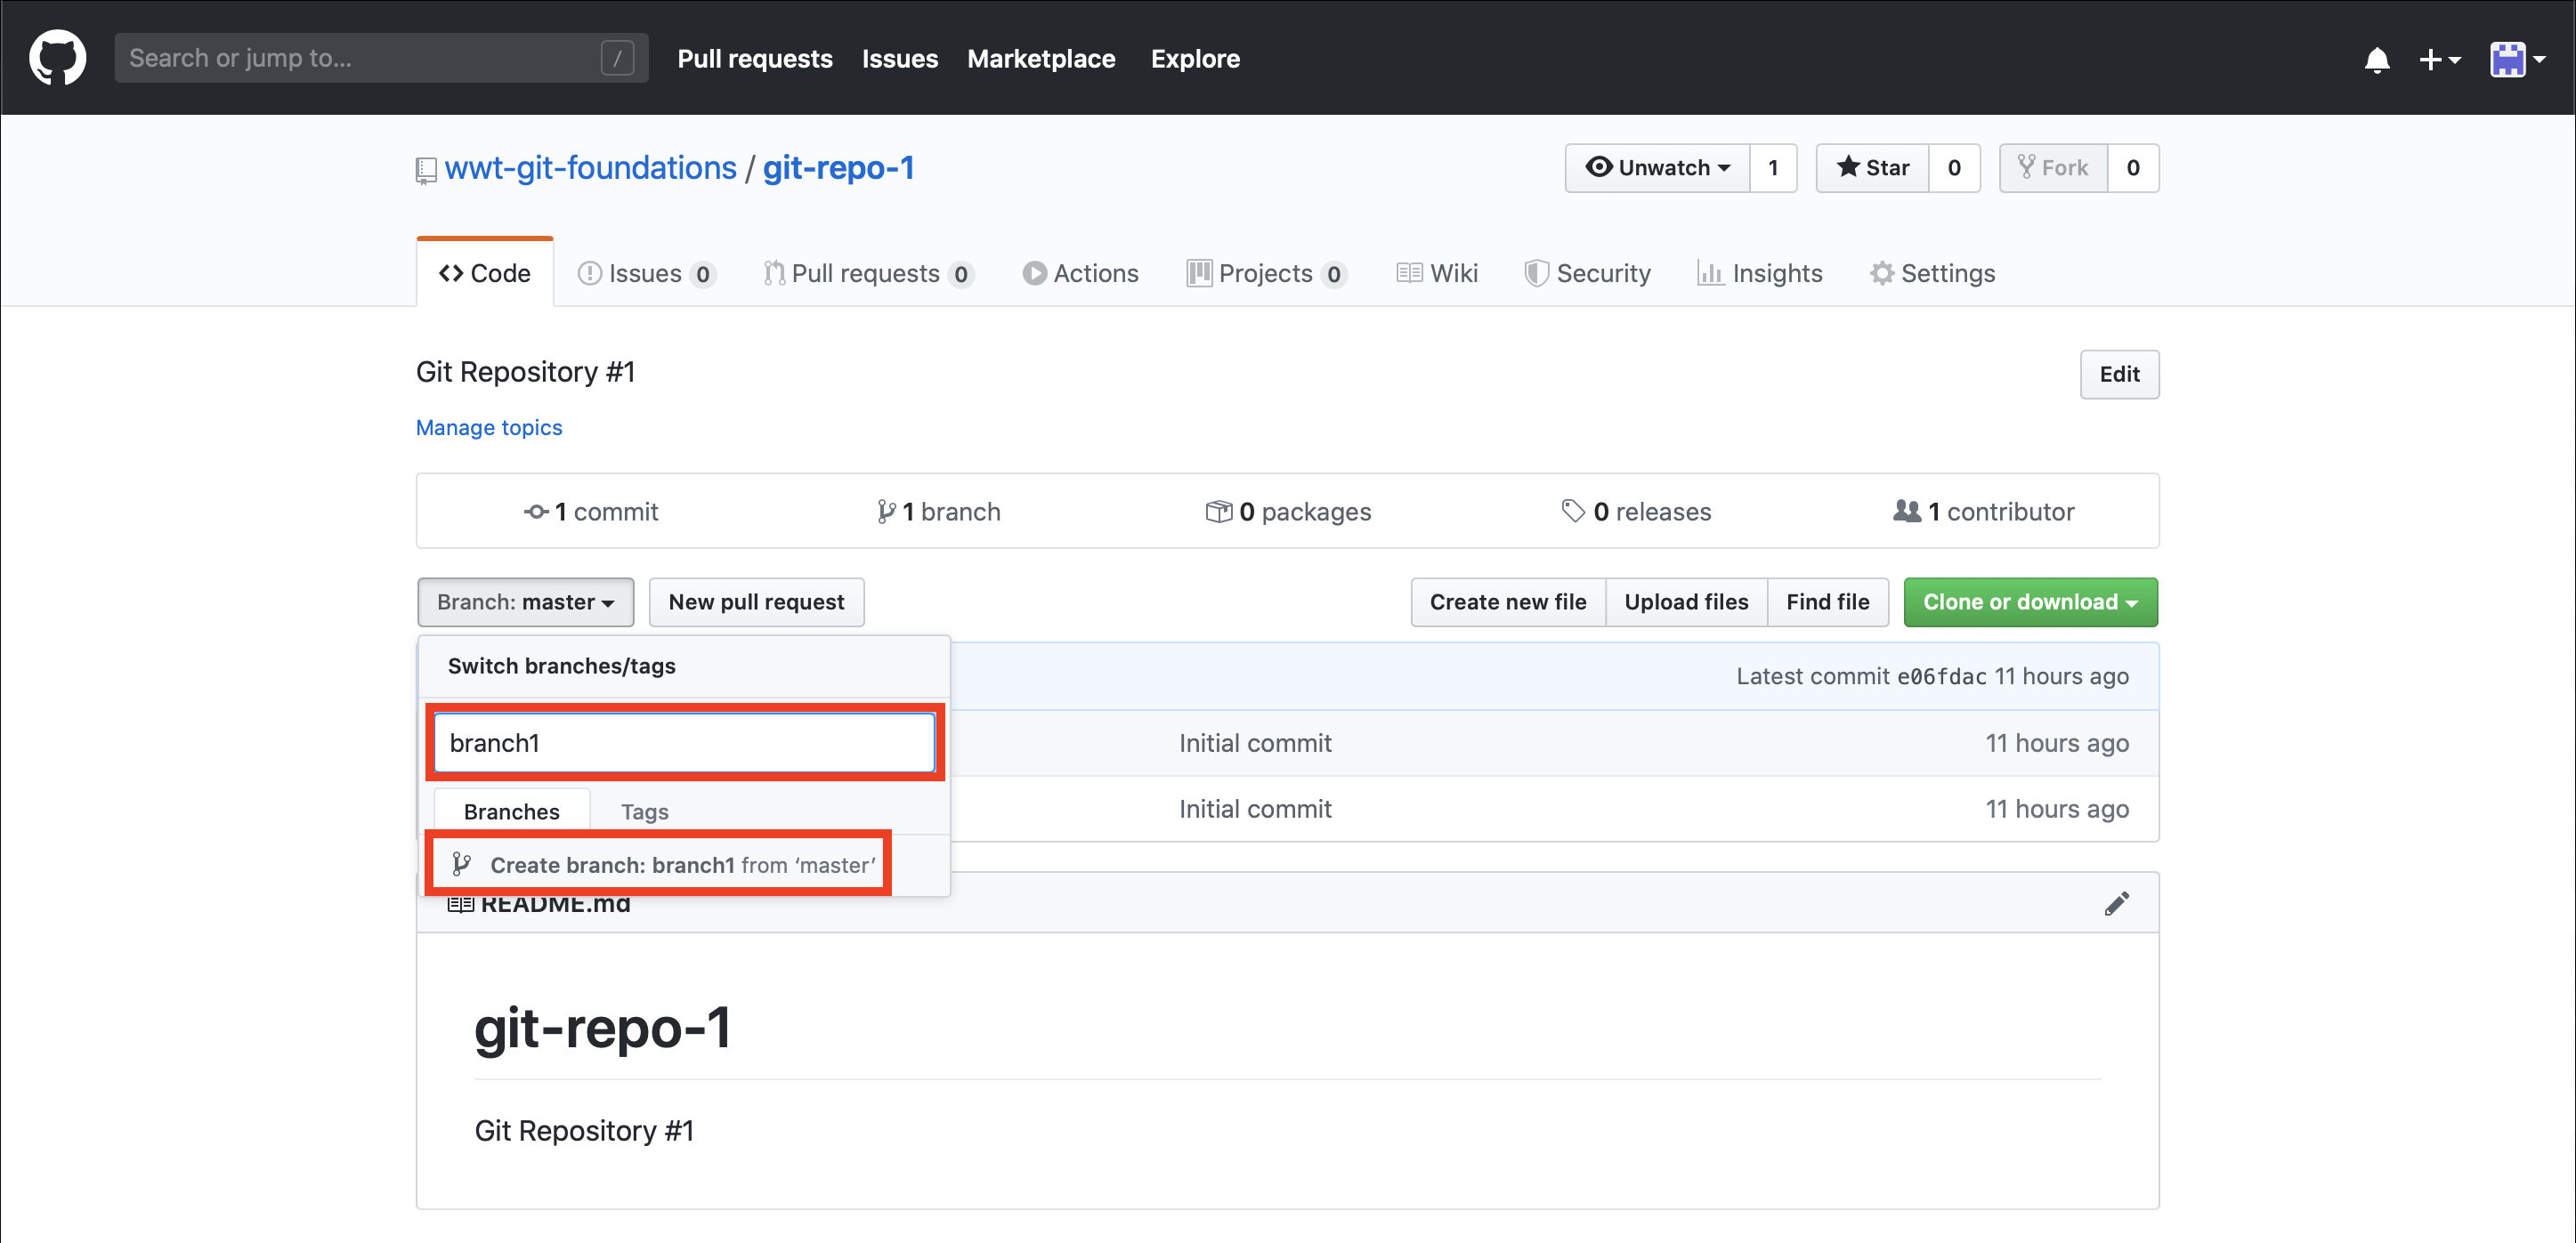 Search or jump to... /
Pull requests Issues Marketplace Explore
wwt-git-foundations / git-repo-1
Unwatch 1 Star 0 Fork 0
Code Issues 0 Pull requests 0 Actions Projects 0 Wiki Security Insights Settings
Git Repository #1
Edit
Manage topics
1 commit 1 branch 0 packages 0 releases 1 contributor
Branch: master New pull request Create new file Upload files Find file Clone or download
Switch branches/tags
Latest commit e06fdac 11 hours ago
branch1
Initial commit 11 hours ago
Branches Tags
Initial commit 11 hours ago
Create branch: branch1 from ‘master’
README.md
git-repo-1
Git Repository #1